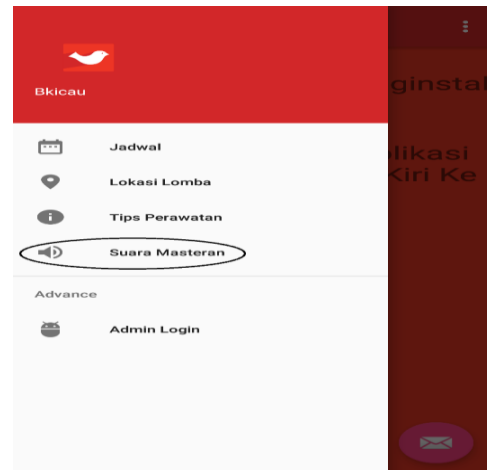 Bkicau
ginstal
likasi
Kiri Ke
Jadwal
Lokasi Lomba
Tips Perawatan
Suara Masteran
Advance
Admin Login